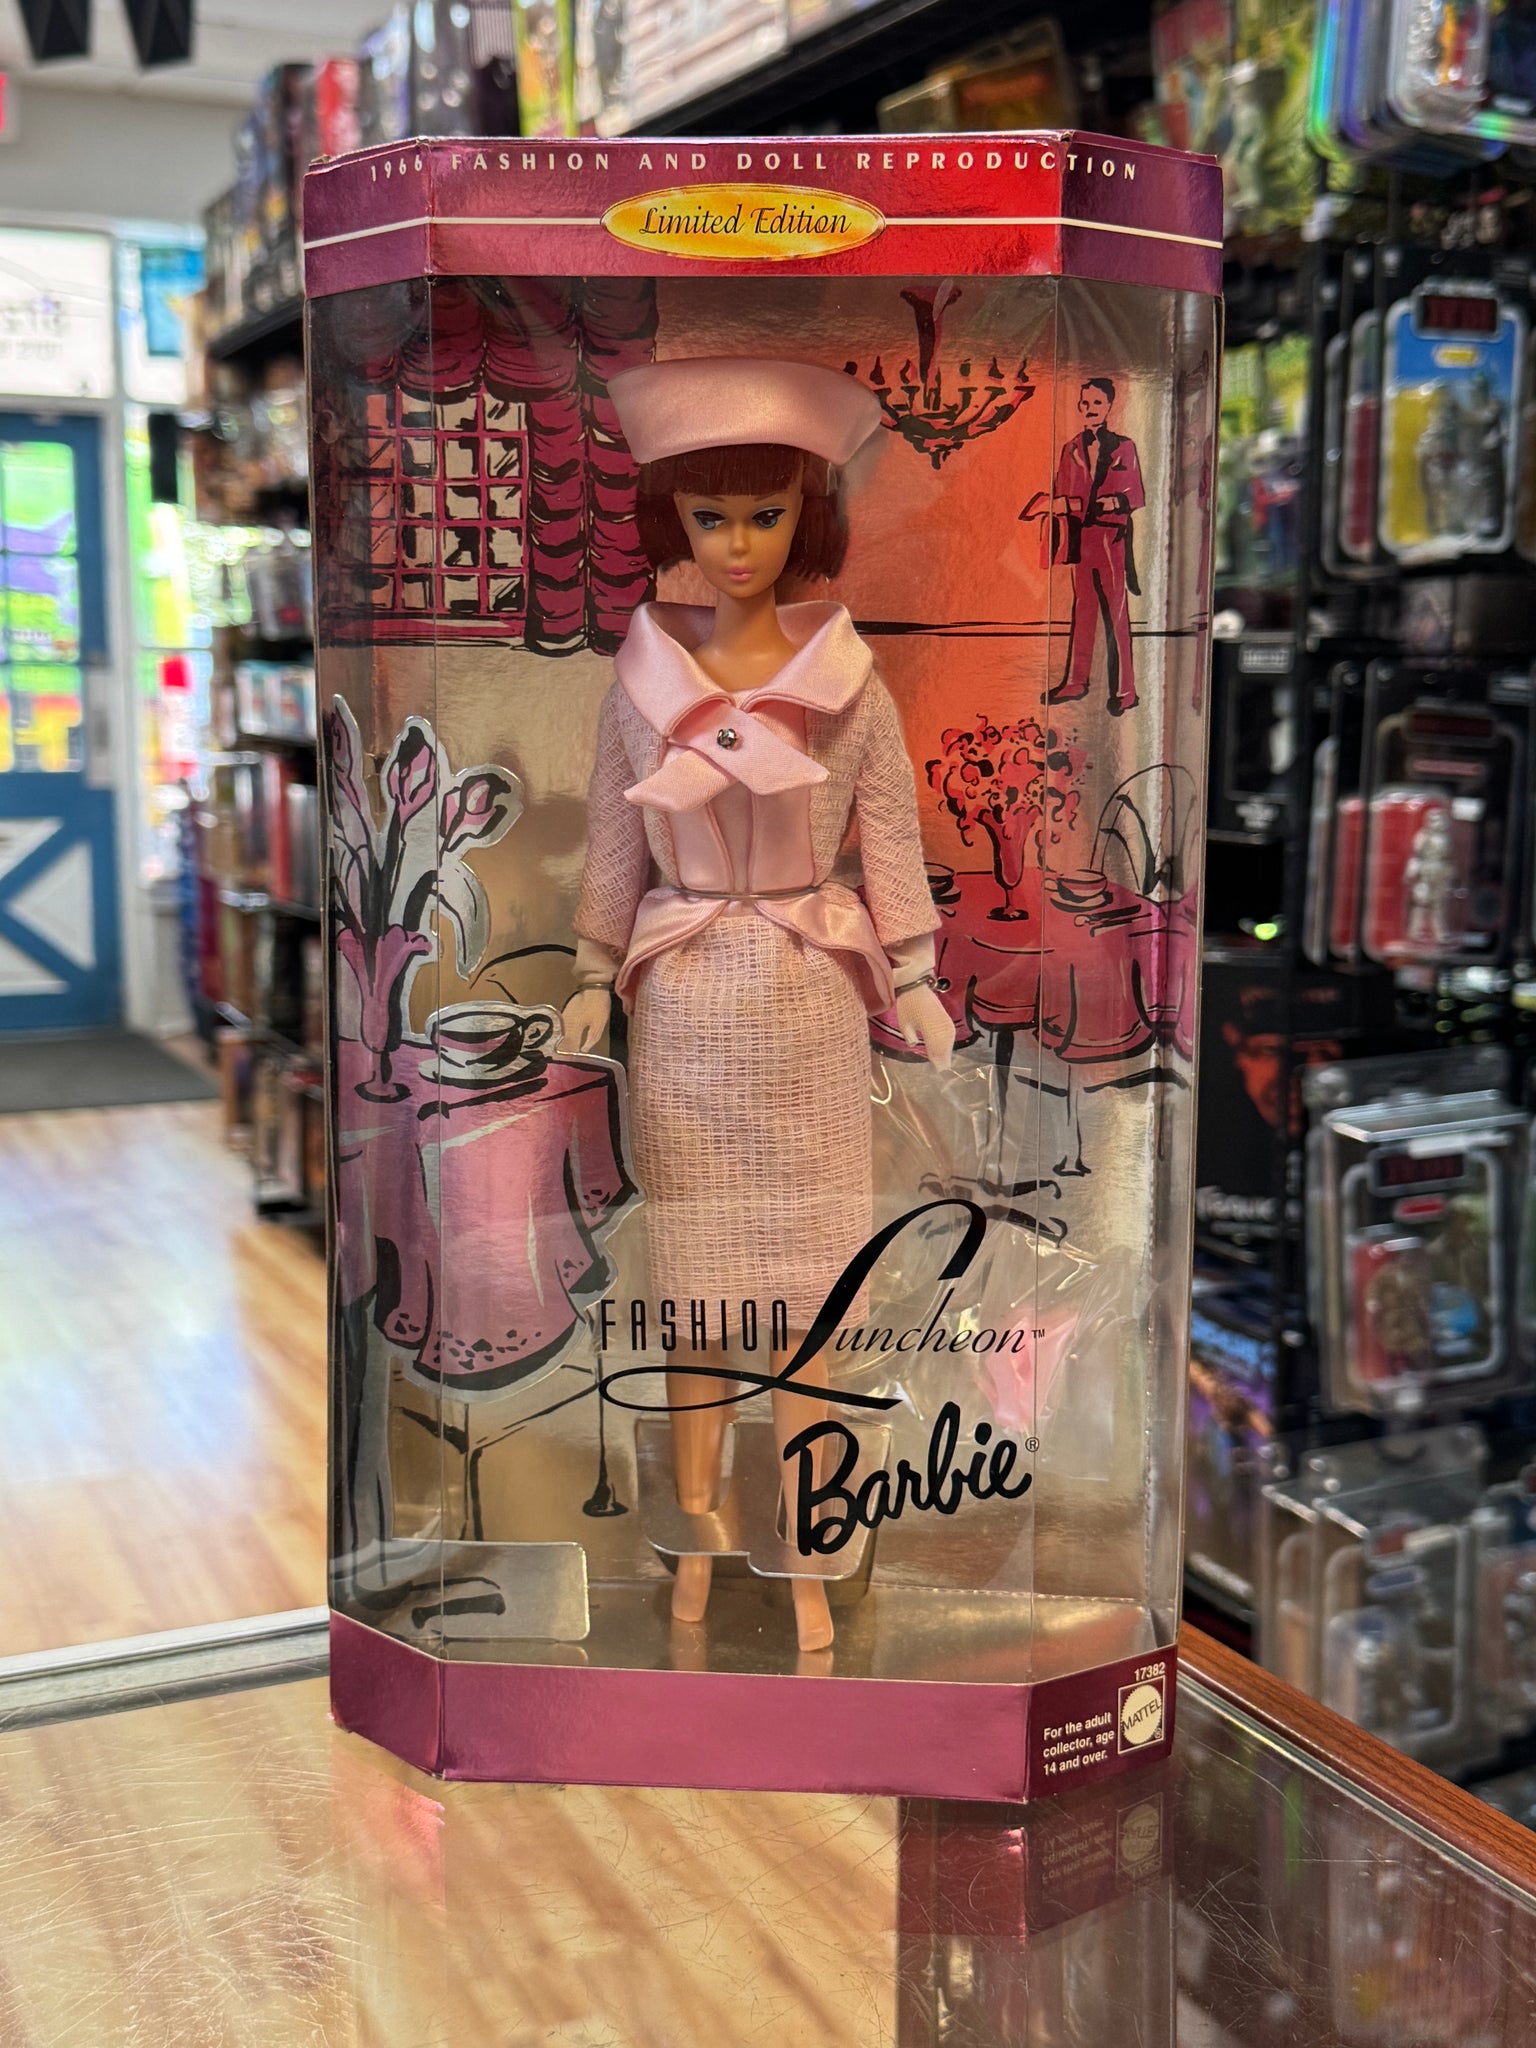 1966 FASHION AND DOLL REPRODUCTION
Limited Edition
FASHION Luncheon™
Barbie®
17382
For the adult
collector, age
14 and over.
MATTEL